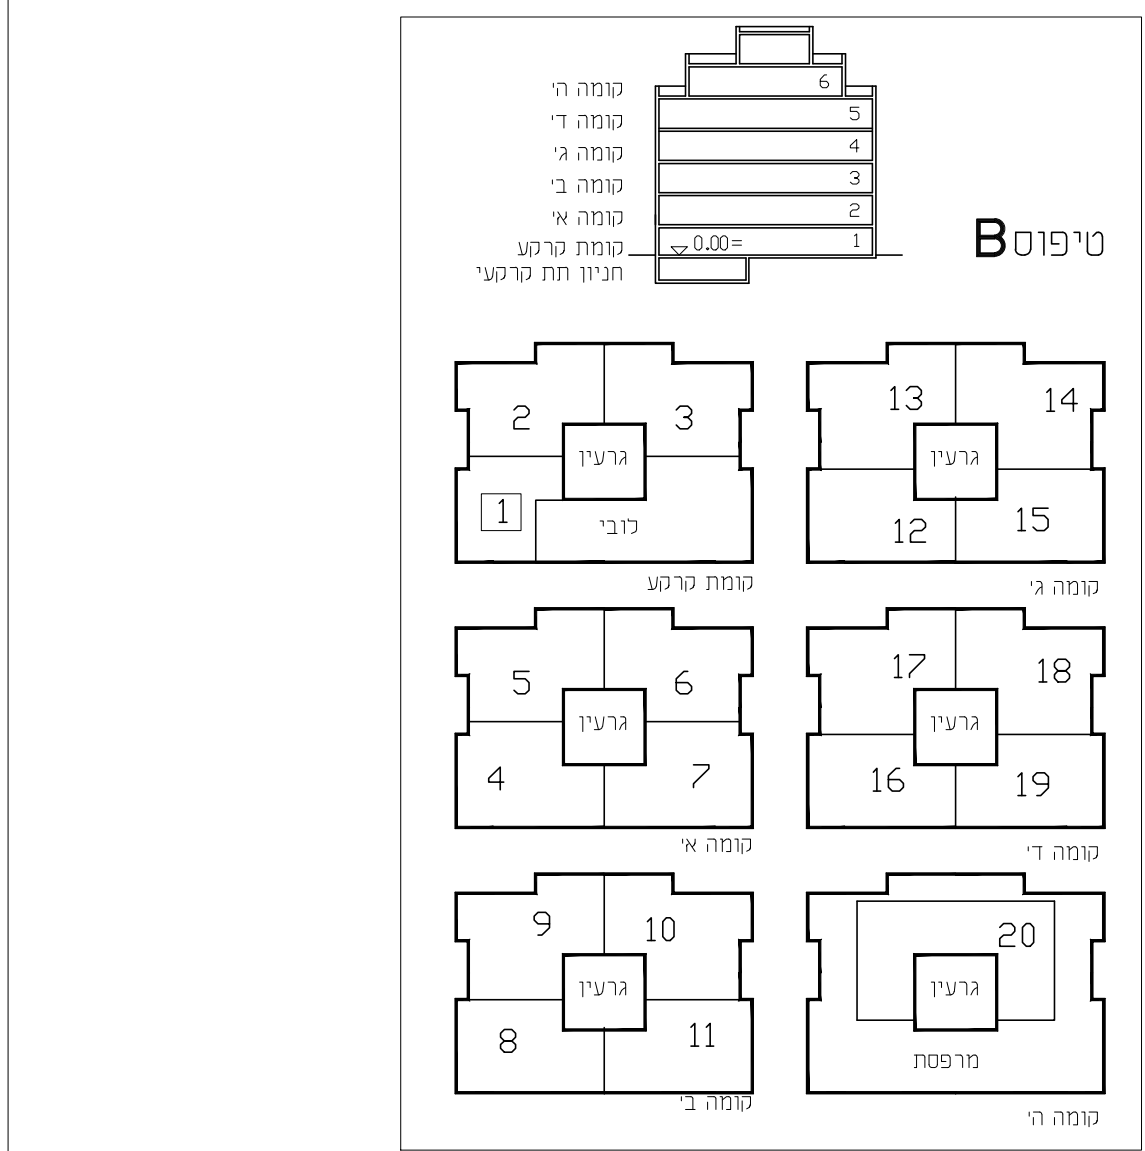 קומה ה' 6
קומה ד' 5
קומה ג' 4
קומה ב' 3
קומה א' 2
קומת קרקע 0.00= 1
חניון תת קרקעי
טיפוס B
2 3
גרעין
1
לובי
קומת קרקע
13 14
גרעין
12 15
קומה ג'
5 6
גרעין
4 7
קומה א'
17 18
גרעין
16 19
קומה ד'
9 10
גרעין
8 11
קומה ב'
20
גרעין
מרפסת
קומה ה'